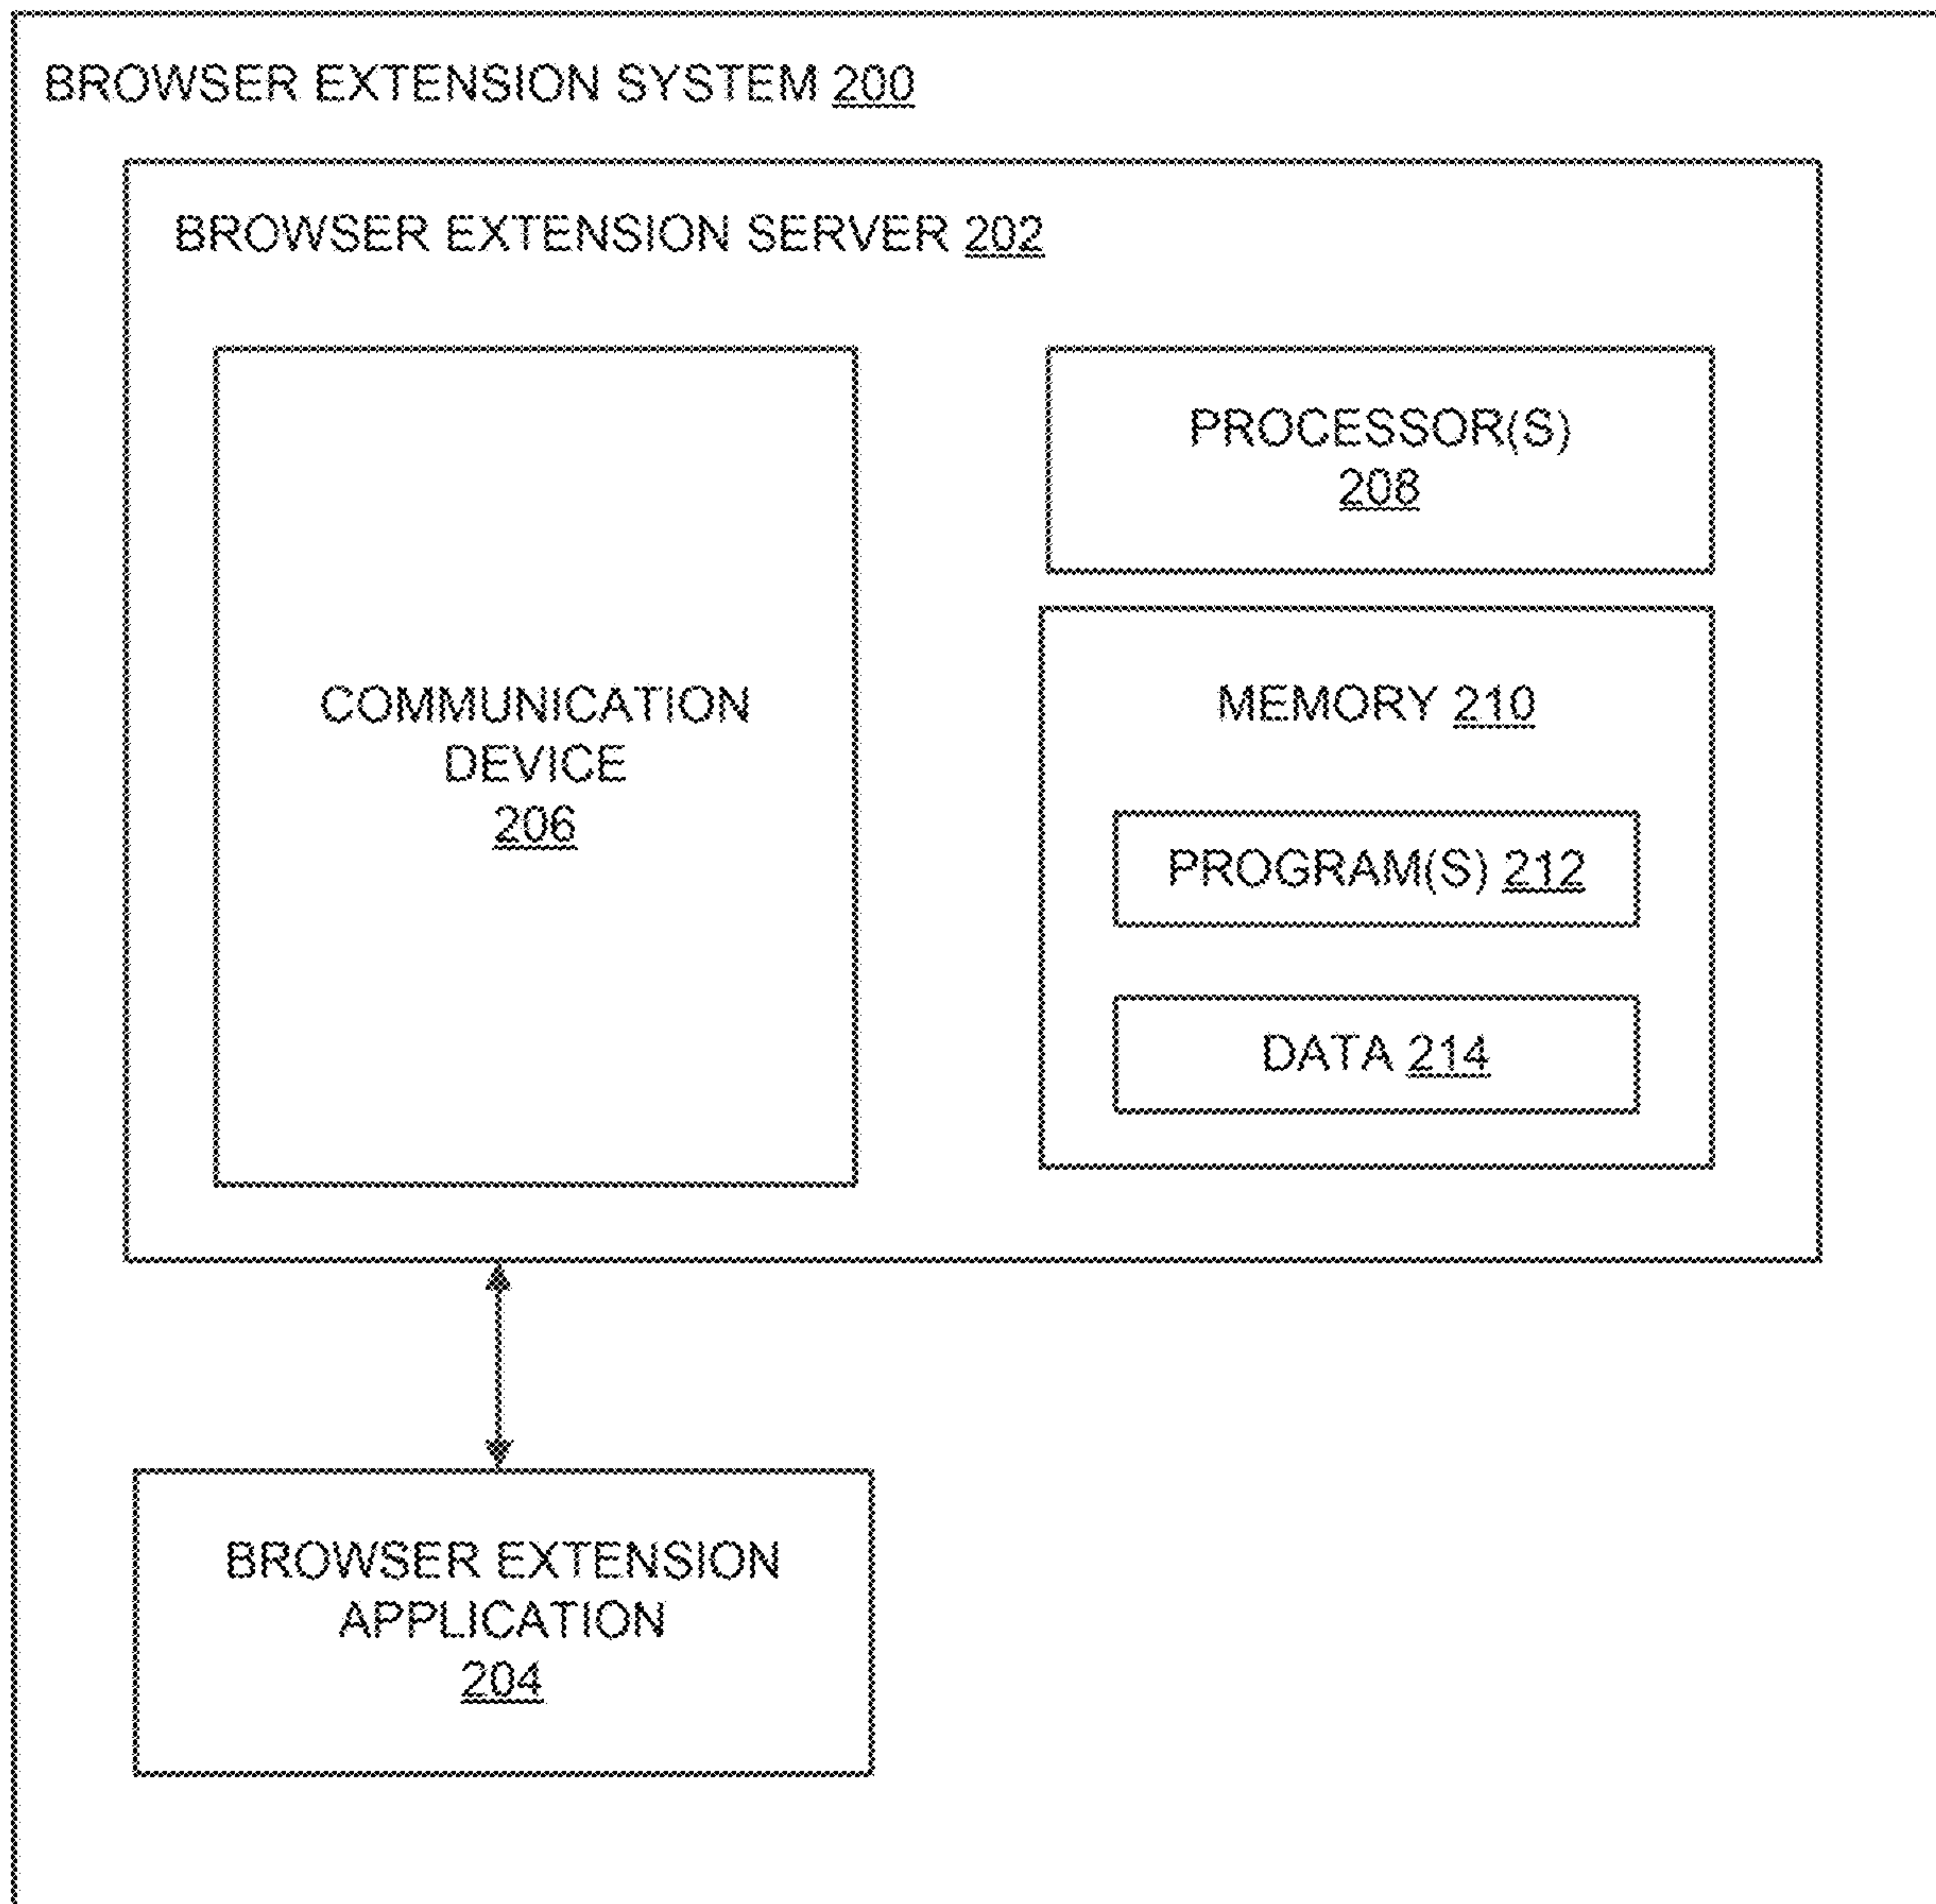 BROWSER EXTENSION SYSTEM 200
BROWSER EXTENSION SERVER 202
COMMUNICATION
DEVICE
206
PROCESSOR(S)
208
MEMORY 210
PROGRAM(S) 212
DATA 214
BROWSER EXTENSION
APPLICATION
204